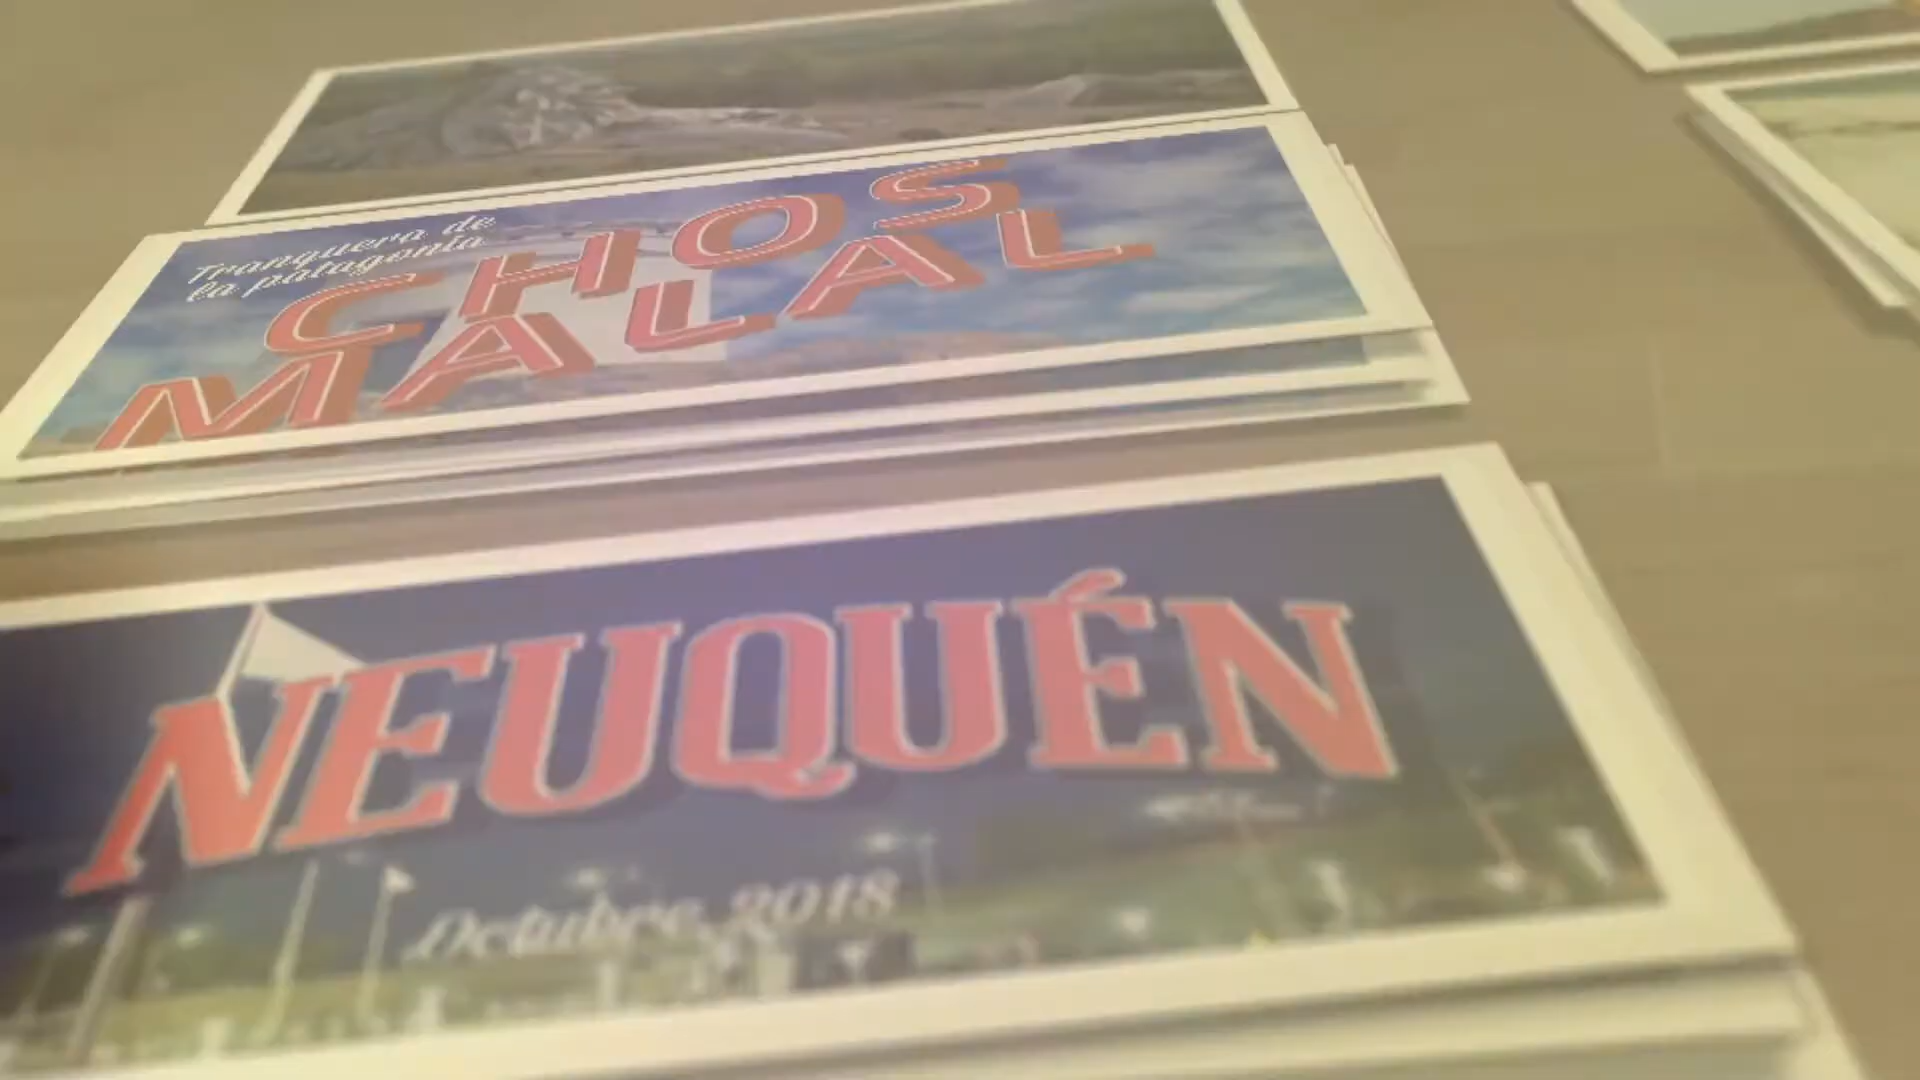 Tranquera de
la patagonia
CHOS
MALAL
NEUQUÉN
Octubre 2018